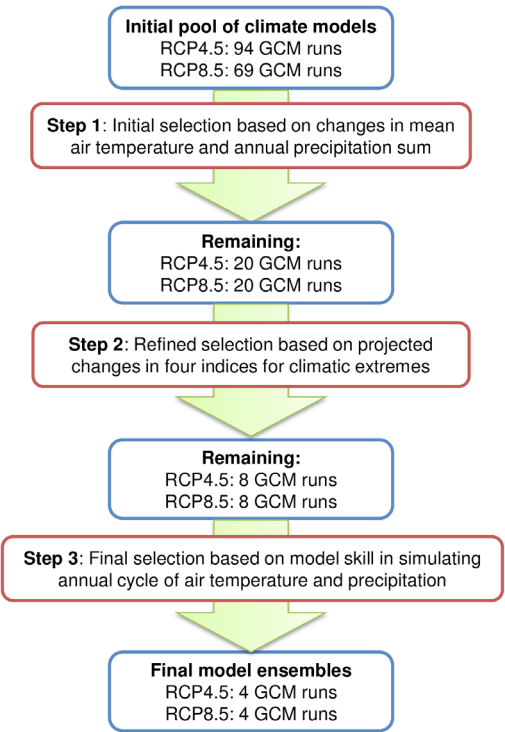 Initial pool of climate models
RCP4.5: 94 GCM runs
RCP8.5: 69 GCM runs
Step 1: Initial selection based on changes in mean
air temperature and annual precipitation sum
Remaining:
RCP4.5: 20 GCM runs
RCP8.5: 20 GCM runs
Step 2: Refined selection based on projected
changes in four indices for climatic extremes
Remaining:
RCP4.5: 8 GCM runs
RCP8.5: 8 GCM runs
Step 3: Final selection based on model skill in simulating
annual cycle of air temperature and precipitation
Final model ensembles
RCP4.5: 4 GCM runs
RCP8.5: 4 GCM runs